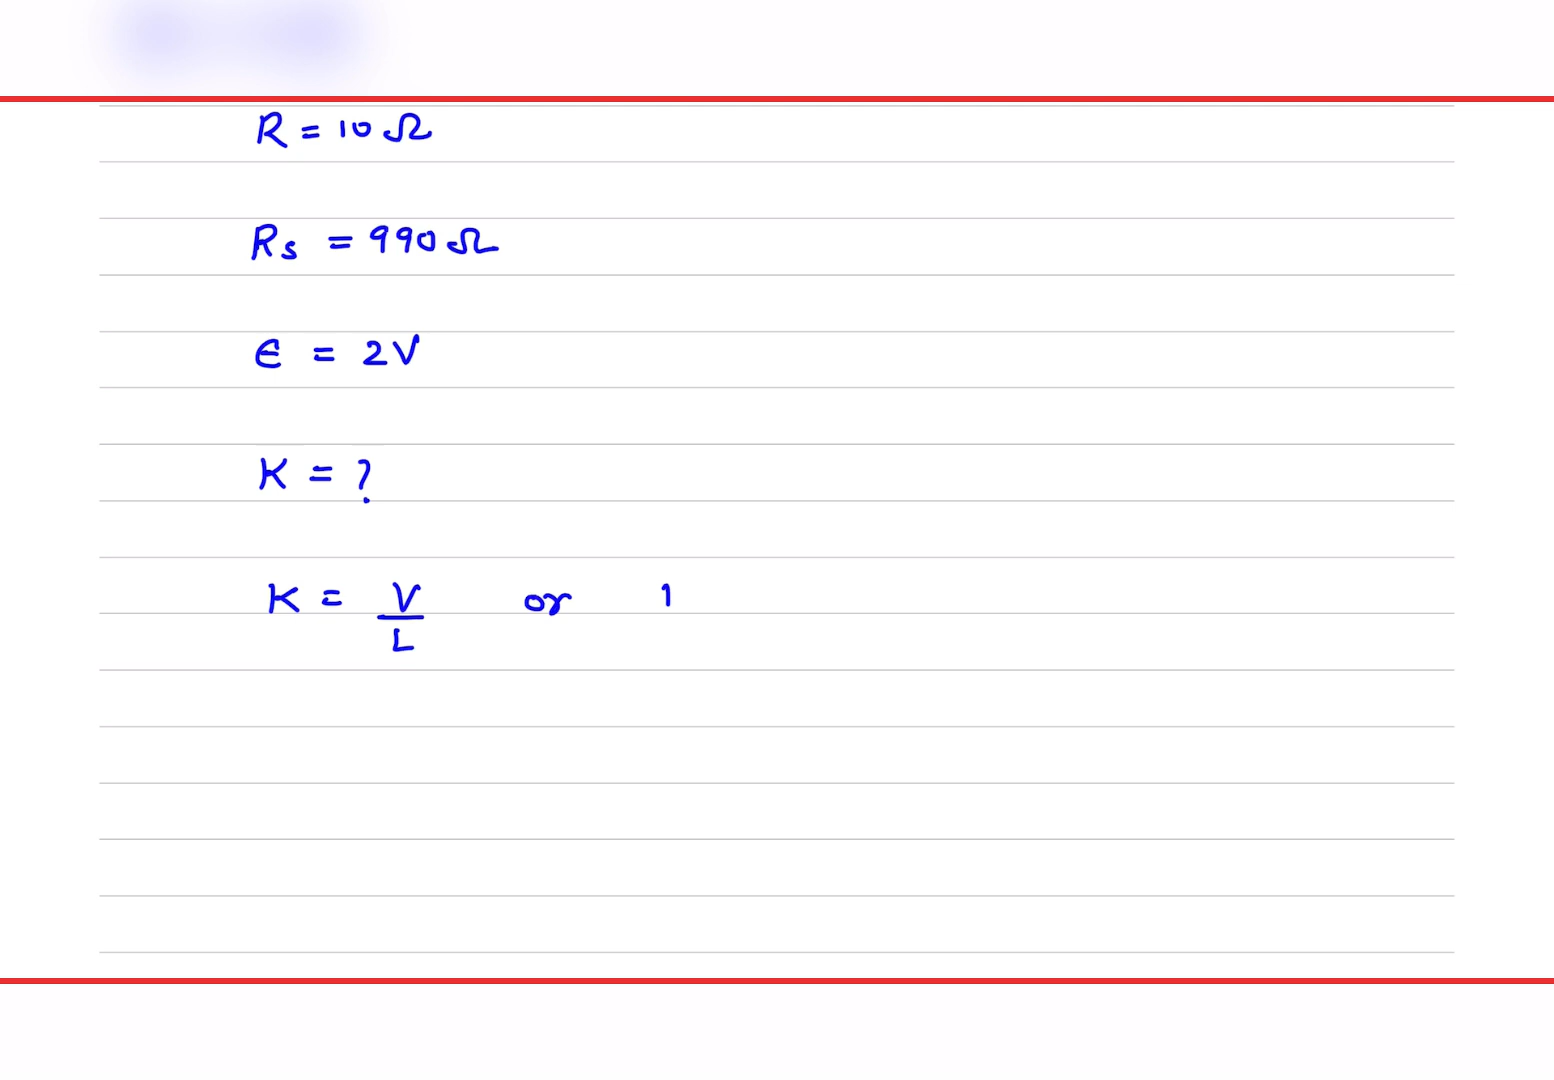 R = 10 Ω
Rs = 990 Ω
ε = 2V
K = ?
K = V/L or 1